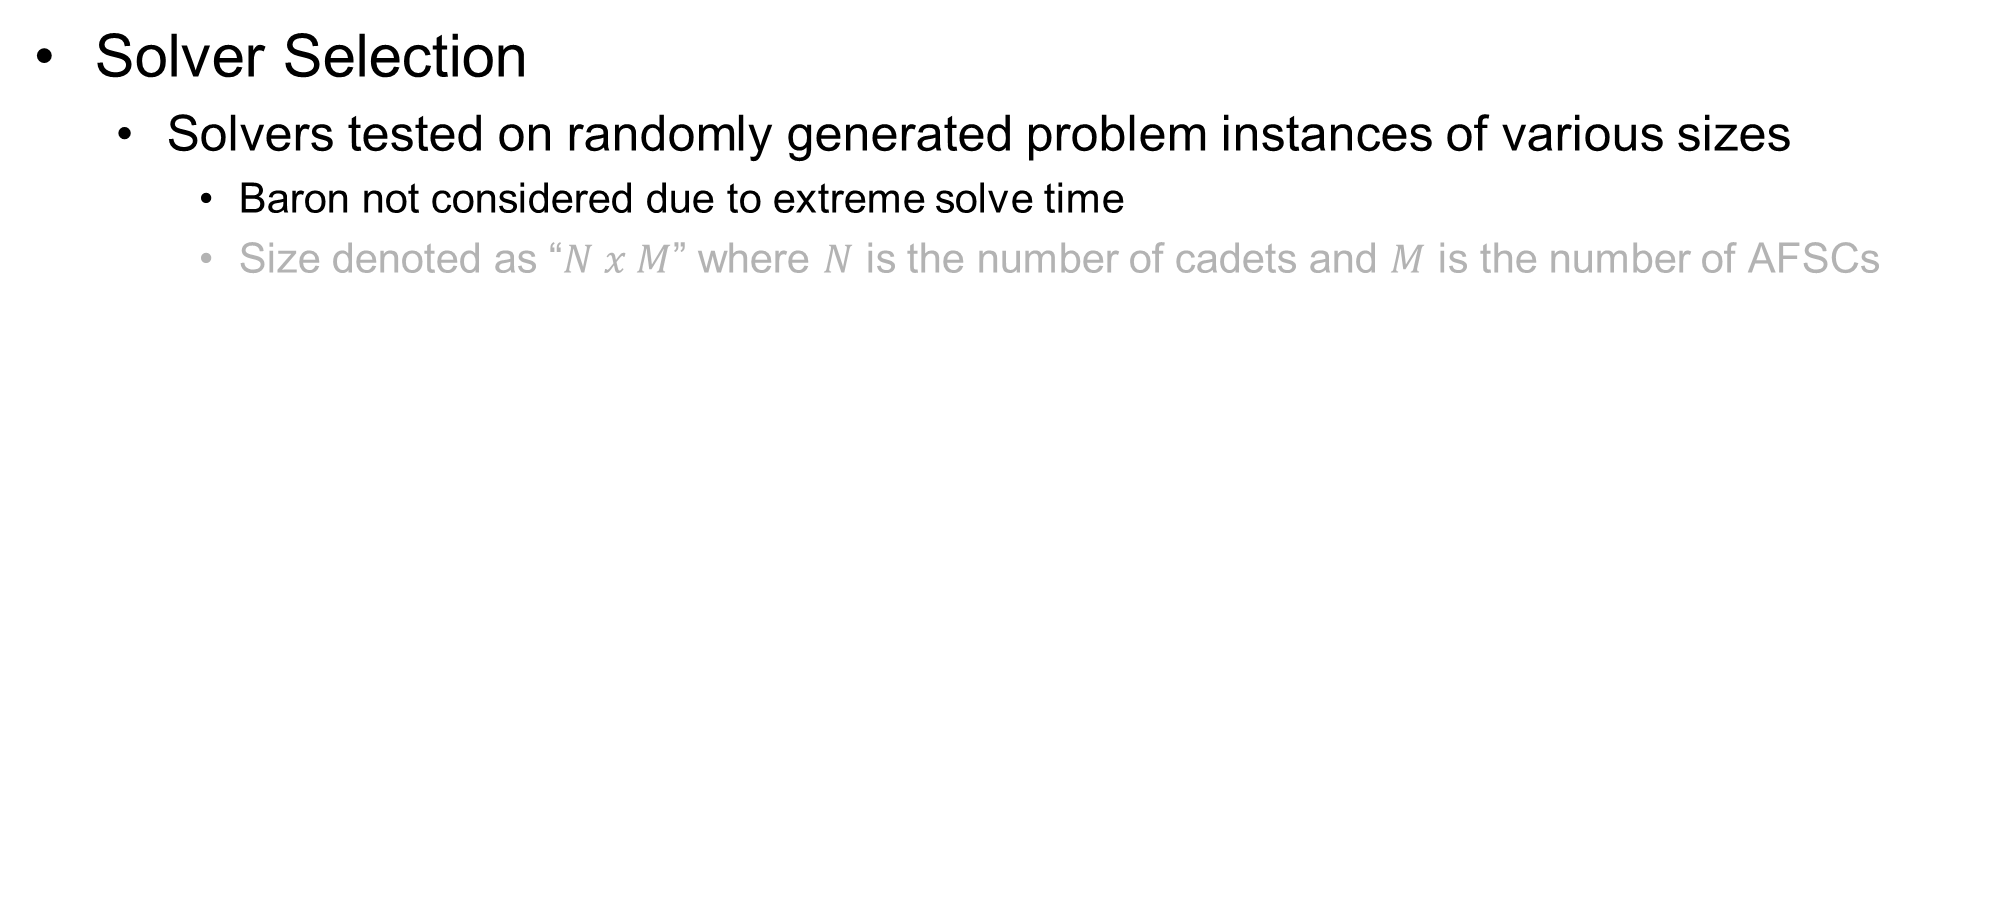 • Solver Selection
• Solvers tested on randomly generated problem instances of various sizes
• Baron not considered due to extreme solve time
• Size denoted as “N x M” where N is the number of cadets and M is the number of AFSCs